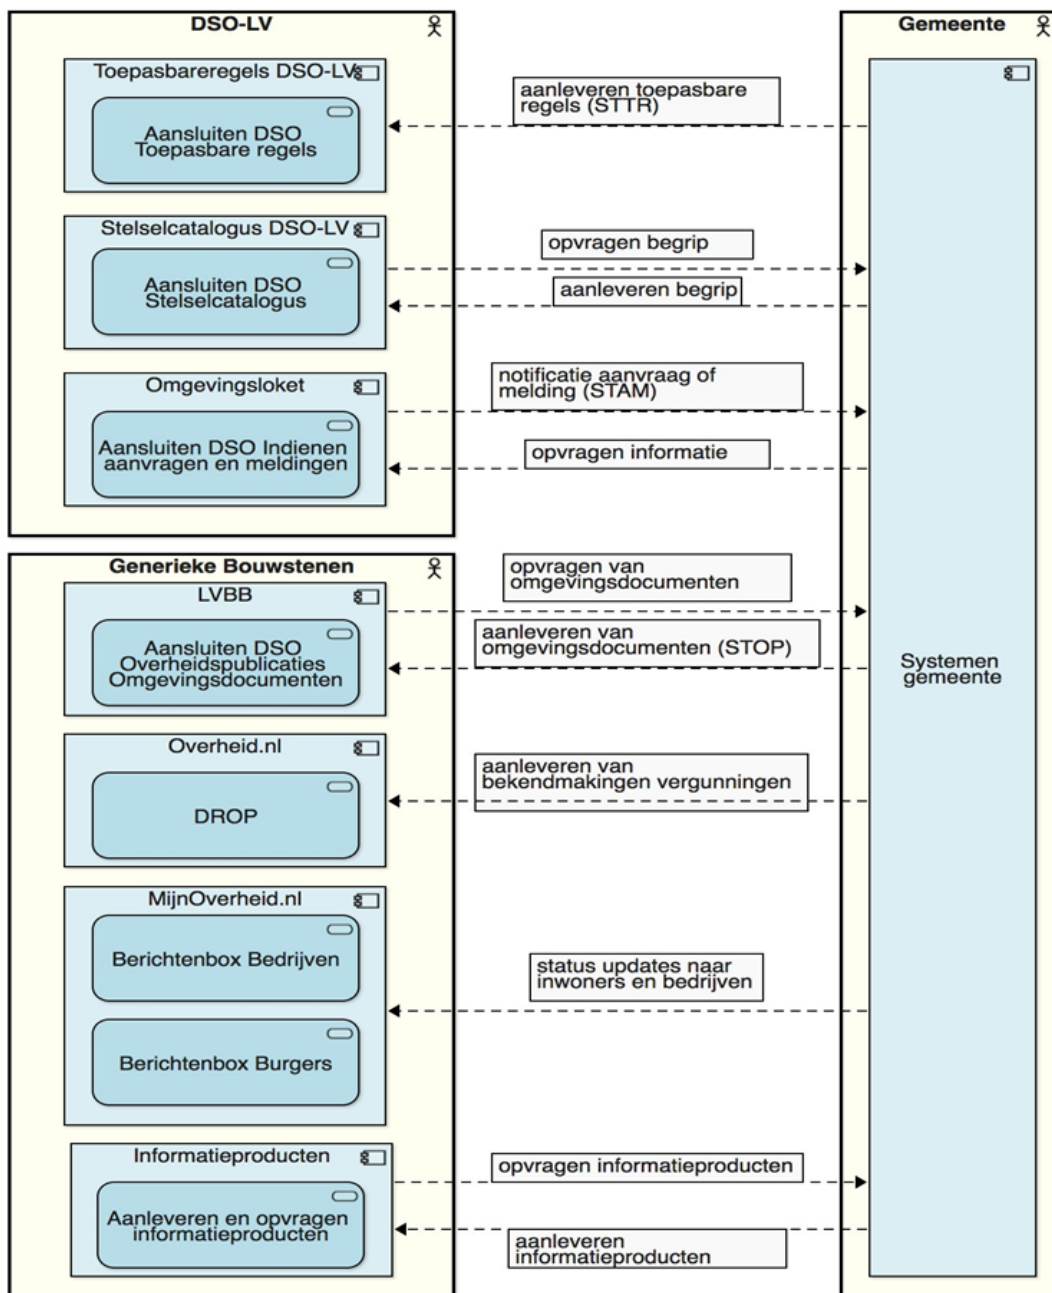 DSO-LV
Gemeente
Toepasbareregels DSO-LV
Aansluiten DSO
Toepasbare regels
aanleveren toepasbare
regels (STTR)
Stelselcatalogus DSO-LV
Aansluiten DSO
Stelselcatalogus
opvragen begrip
aanleveren begrip
Omgevingsloket
Aansluiten DSO Indienen
aanvragen en meldingen
notificatie aanvraag of
melding (STAM)
opvragen informatie
Generieke Bouwstenen
LVBB
Aansluiten DSO
Overheidspublicaties
Omgevingsdocumenten
opvragen van
omgevingsdocumenten
aanleveren van
omgevingsdocumenten (STOP)
Systemen
gemeente
Overheid.nl
DROP
aanleveren van
bekendmakingen vergunningen
MijnOverheid.nl
Berichtenbox Bedrijven
Berichtenbox Burgers
status updates naar
inwoners en bedrijven
Informatieproducten
Aanleveren en opvragen
informatieproducten
opvragen informatieproducten
aanleveren
informatieproducten